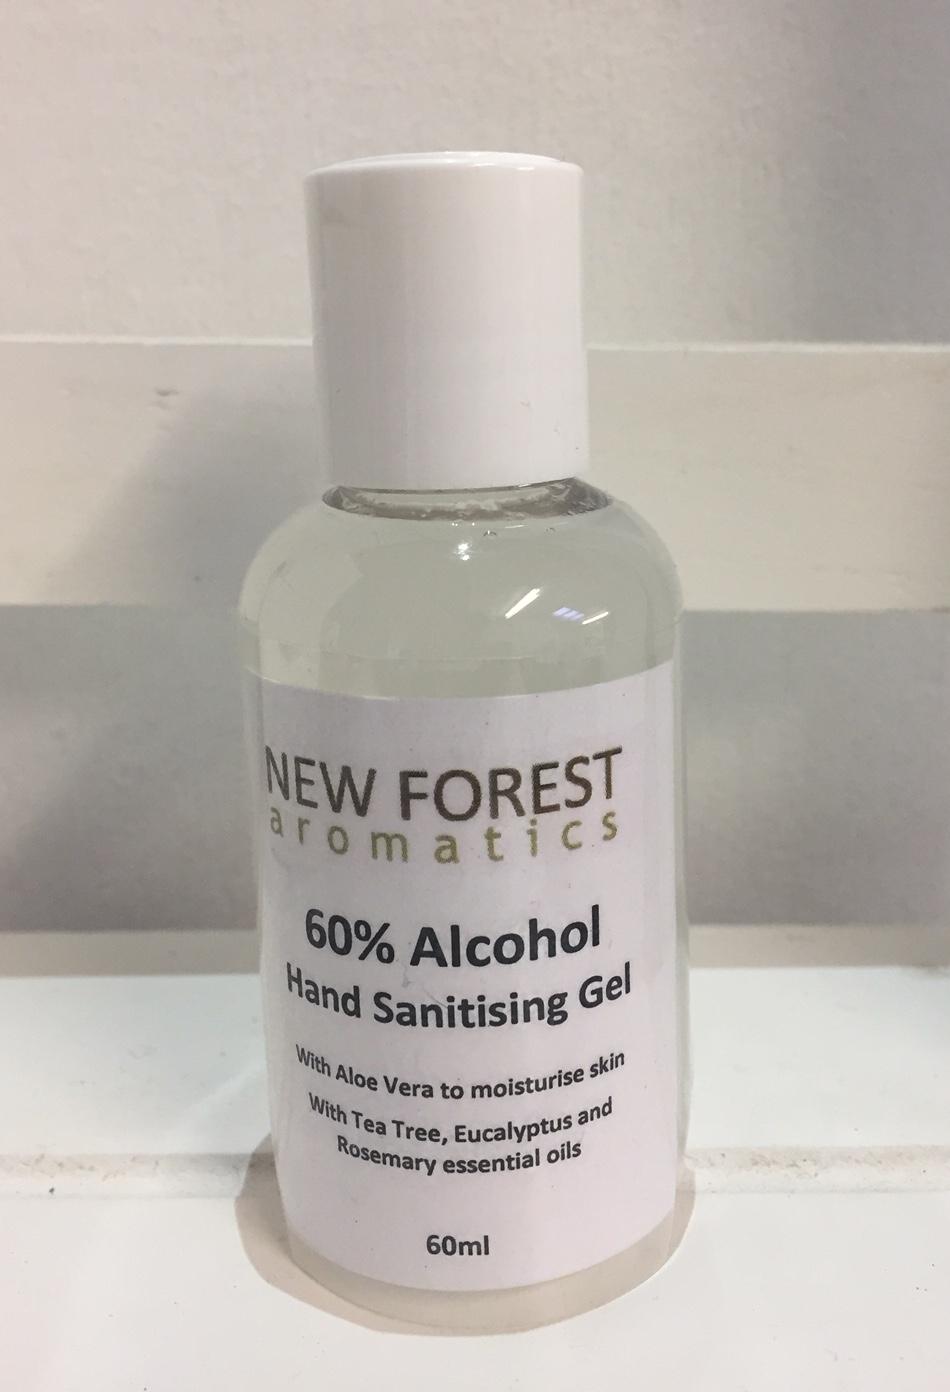 NEW FOREST
aromatics
60% Alcohol
Hand Sanitising Gel
With Aloe Vera to moisturise skin
With Tea Tree, Eucalyptus and
Rosemary essential oils
60ml